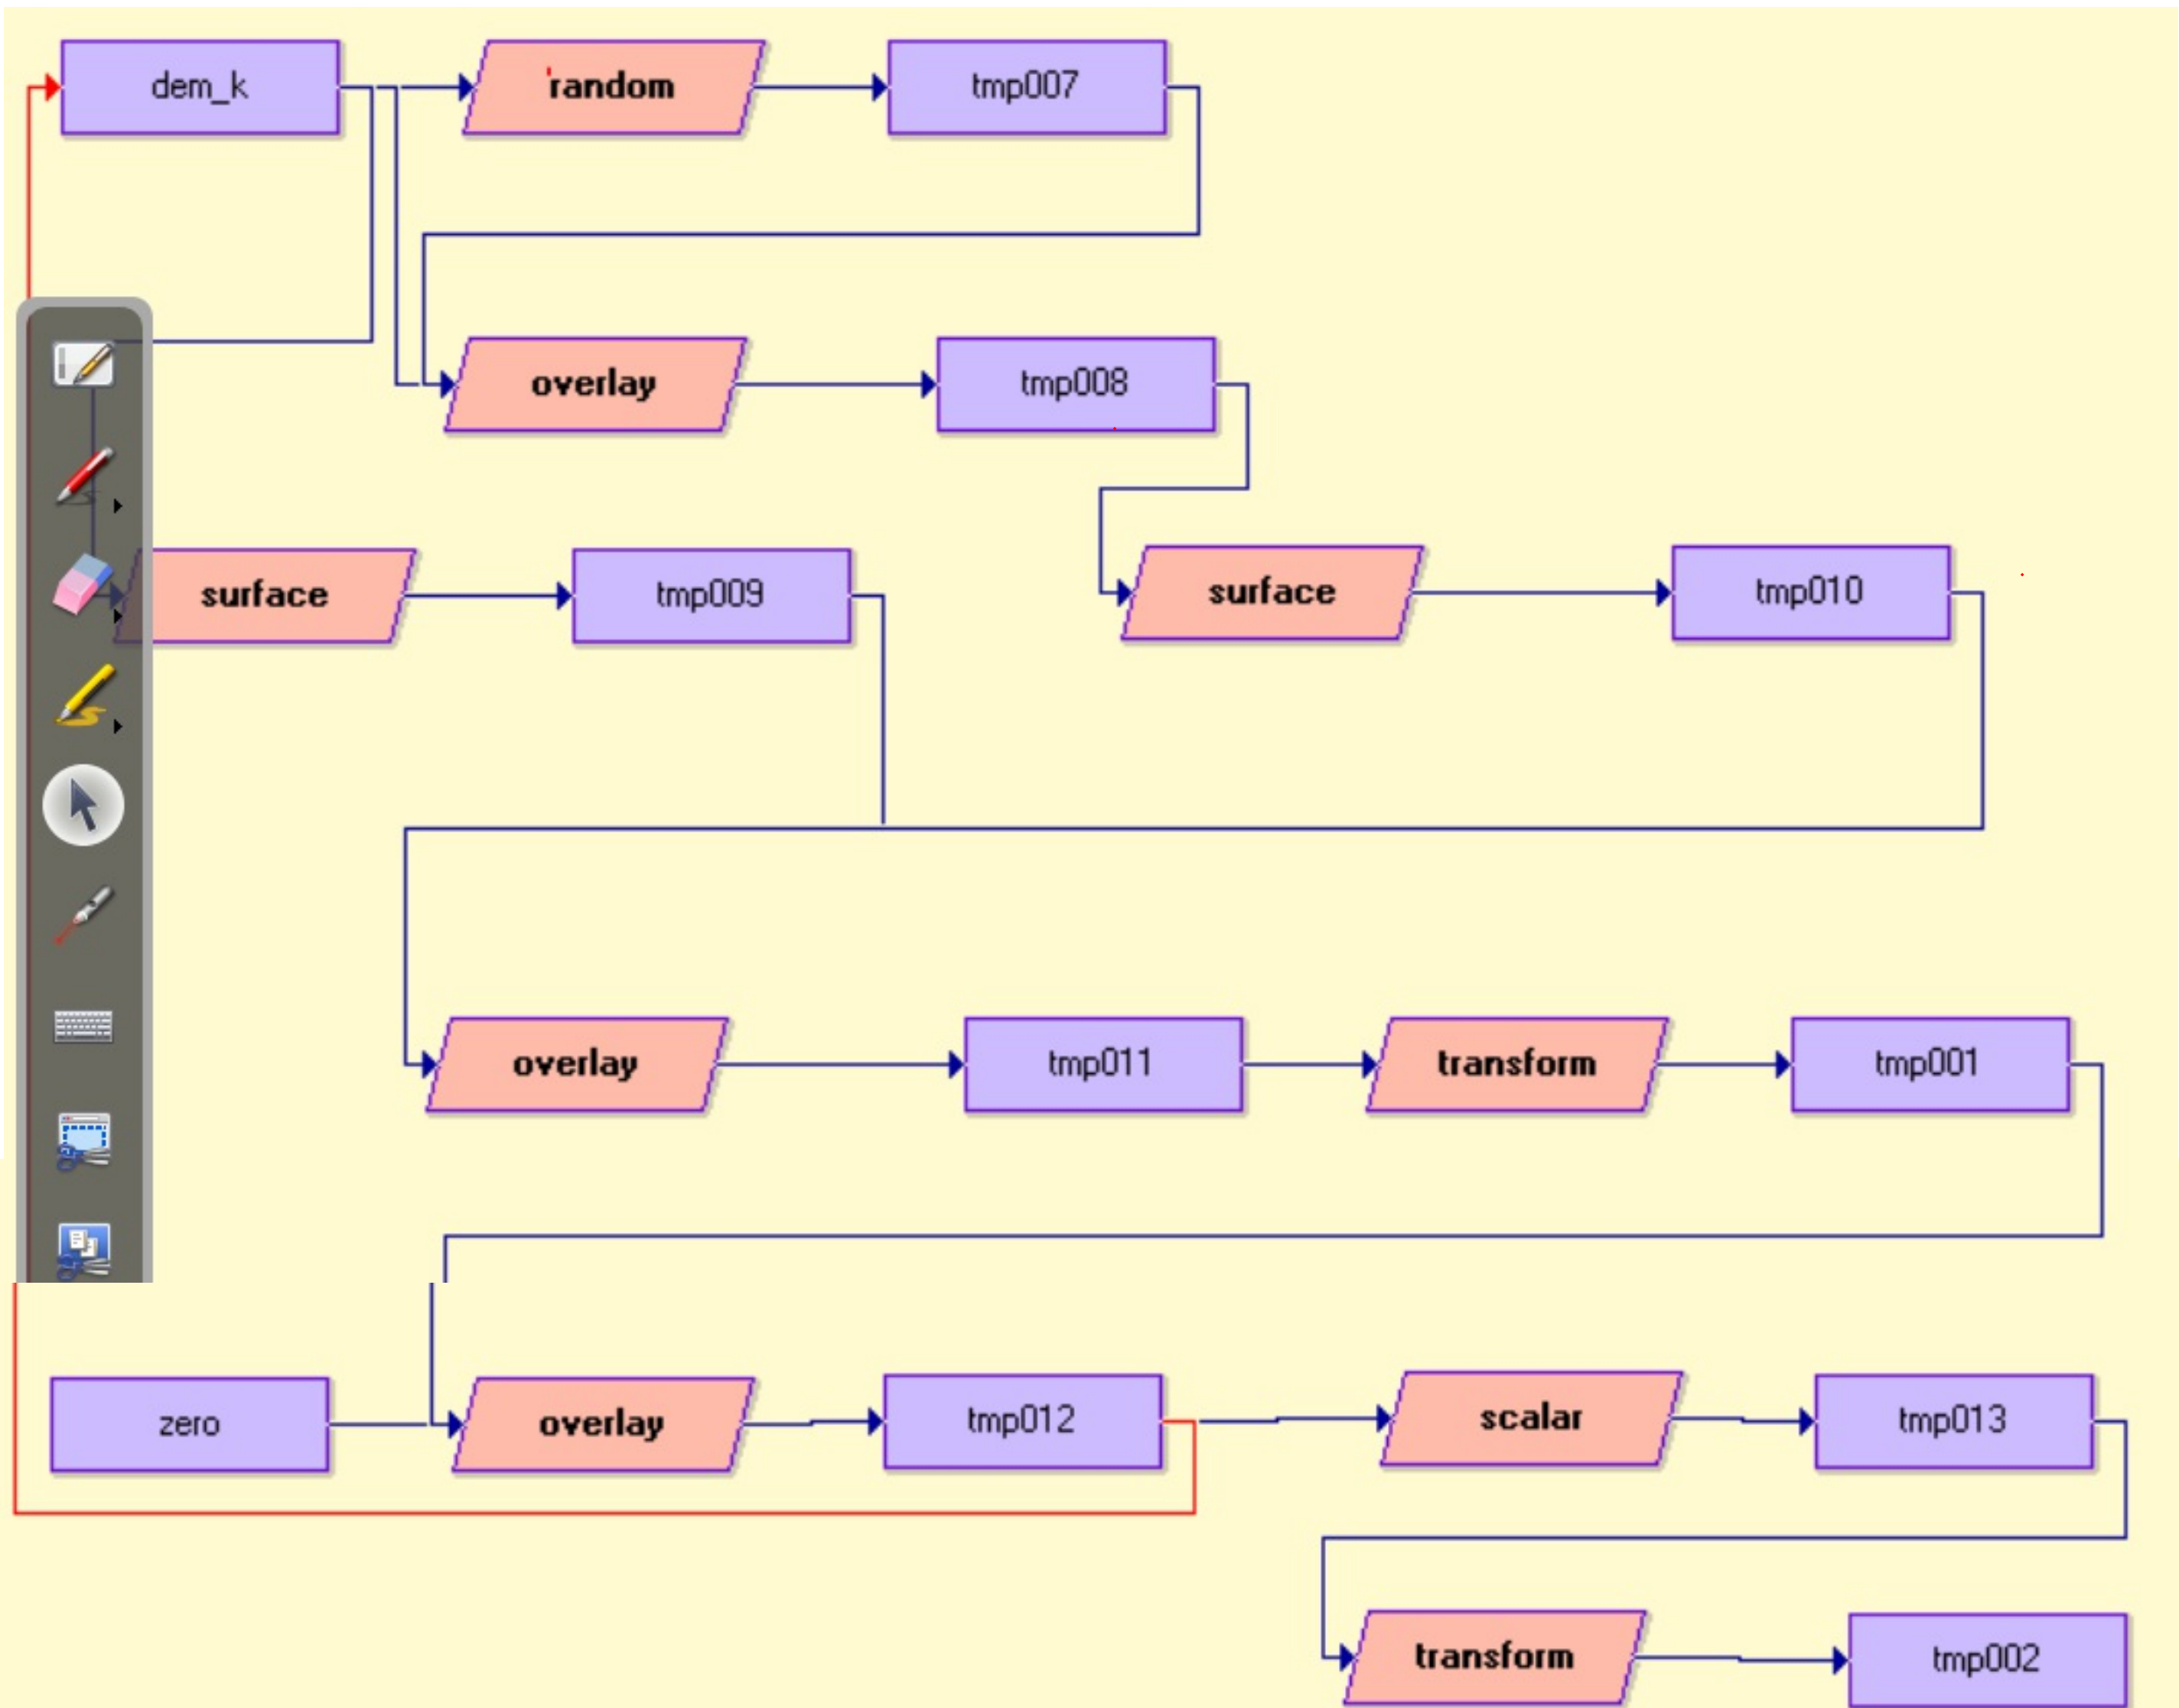 dem_k random tmp007
overlay tmp008
surface tmp009 surface tmp010
overlay tmp011 transform tmp001
zero overlay tmp012 scalar tmp013
transform tmp002